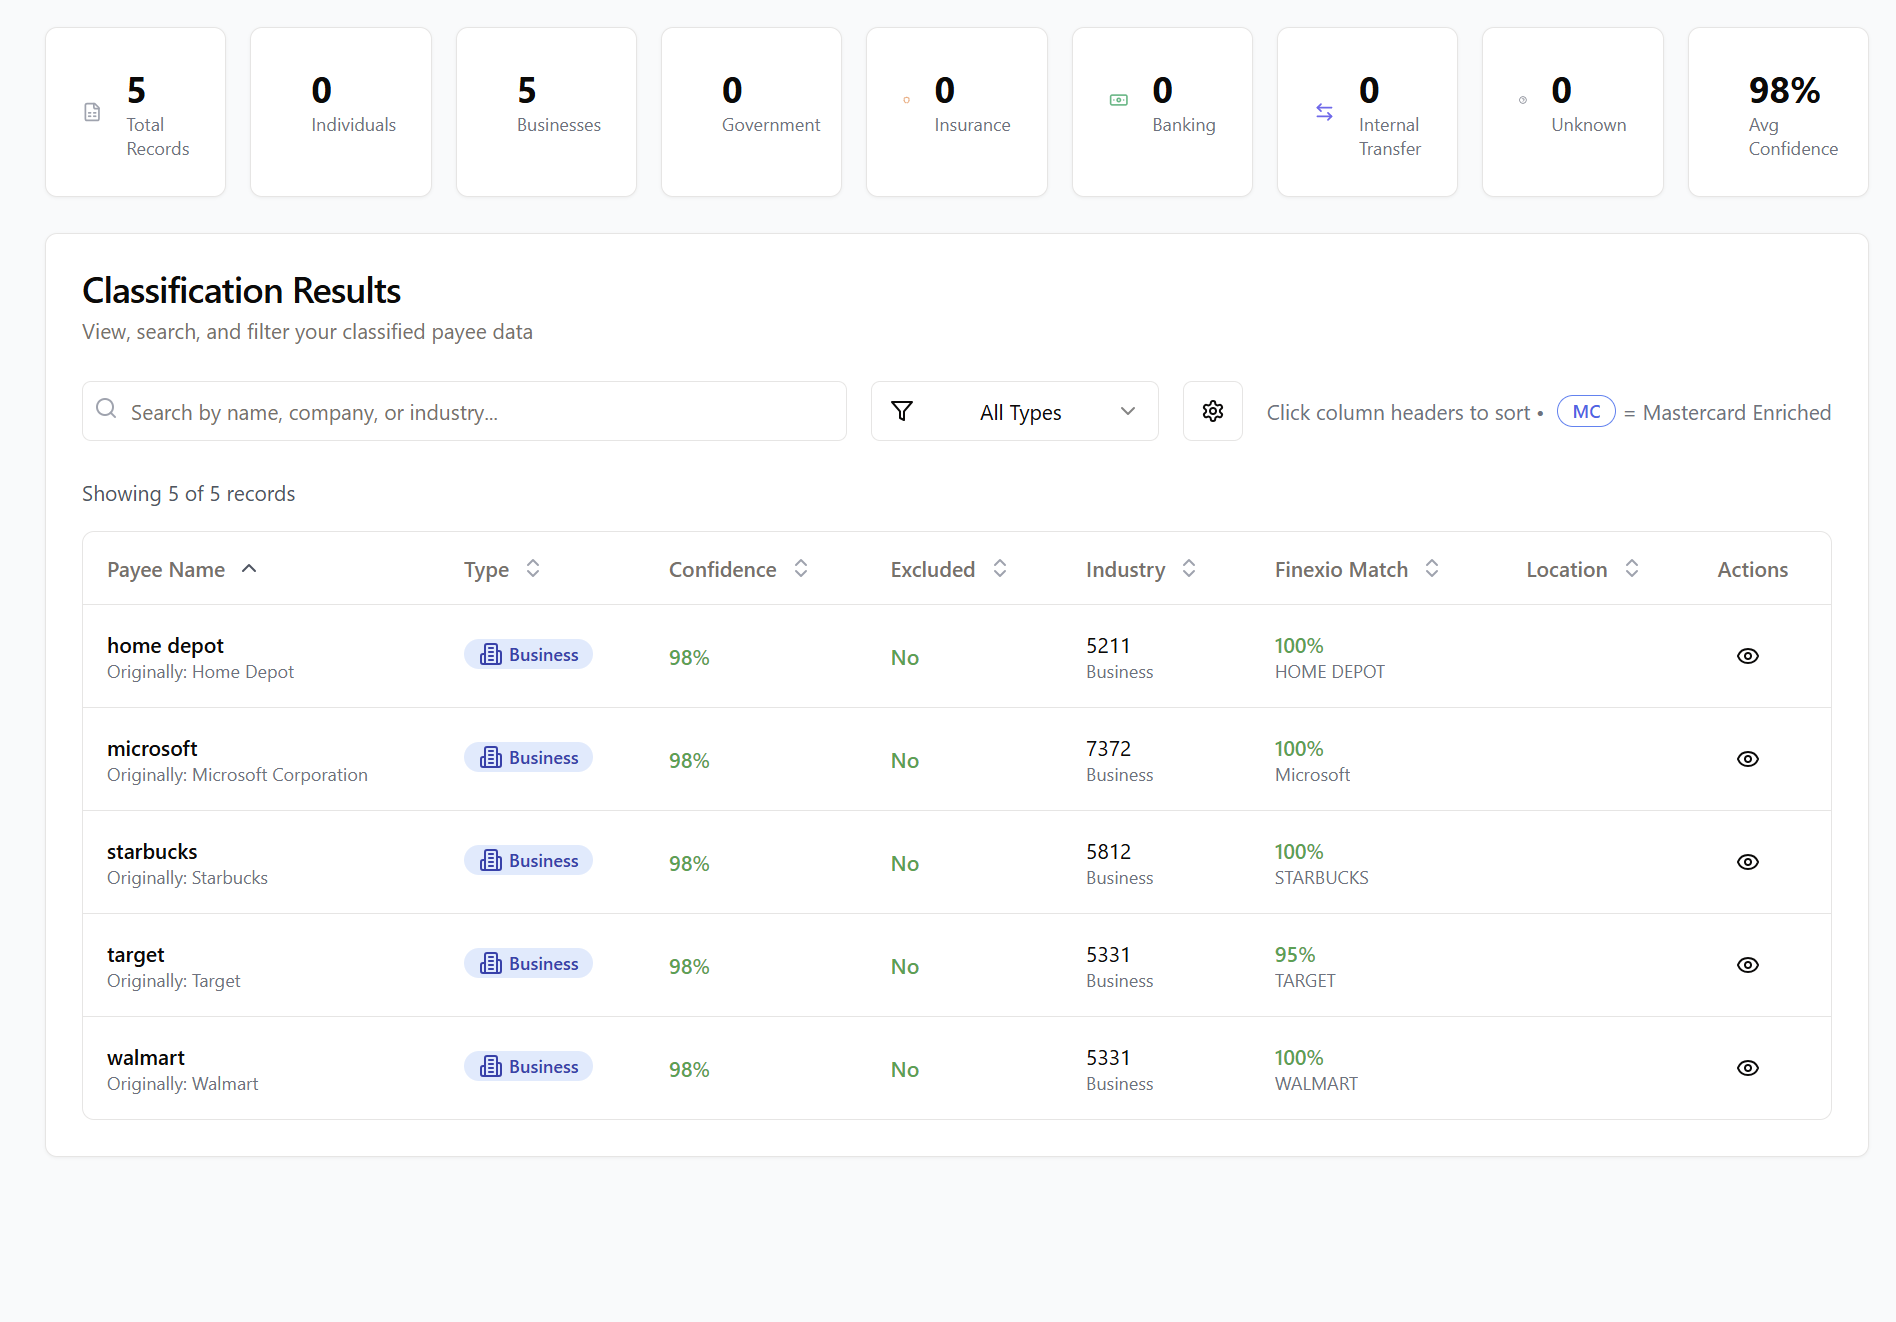 5
Total
Records
0
Individuals
5
Businesses
0
Government
0
Insurance
0
Banking
0
Internal
Transfer
0
Unknown
98%
Avg
Confidence
Classification Results
View, search, and filter your classified payee data
Search by name, company, or industry...
All Types
Click column headers to sort • MC = Mastercard Enriched
Showing 5 of 5 records
Payee Name Type Confidence Excluded Industry Finexio Match Location Actions
home depot Business 98% No 5211 100%
Originally: Home Depot Business HOME DEPOT
microsoft Business 98% No 7372 100%
Originally: Microsoft Corporation Business Microsoft
starbucks Business 98% No 5812 100%
Originally: Starbucks Business STARBUCKS
target Business 98% No 5331 95%
Originally: Target Business TARGET
walmart Business 98% No 5331 100%
Originally: Walmart Business WALMART